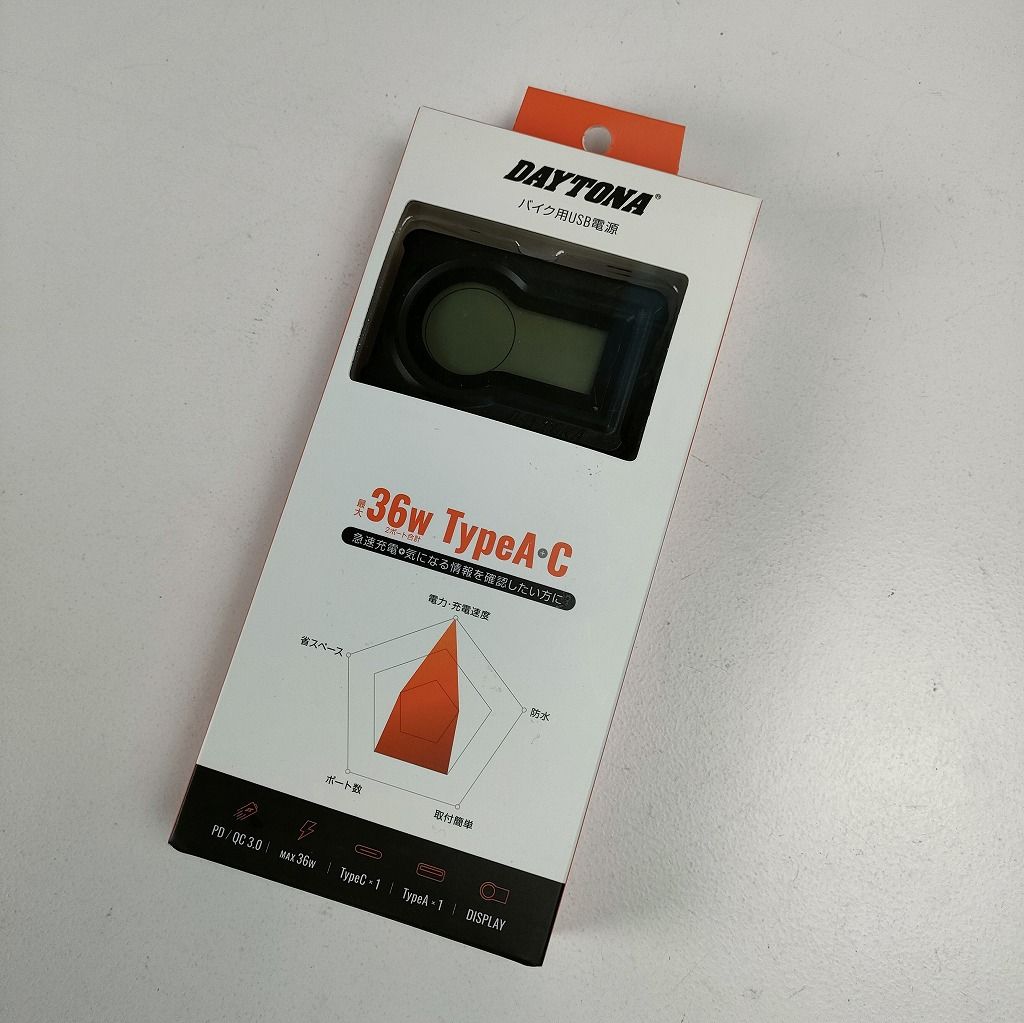 DAYTONA®
バイク用USB電源
最大36w TypeA+C
2ポート合計
急速充電+気になる情報を確認したい方に
電力・充電速度
省スペース
防水
ポート数
取付簡単
PD / QC 3.0 | MAX 36W | TypeC×1 | TypeA×1 | DISPLAY